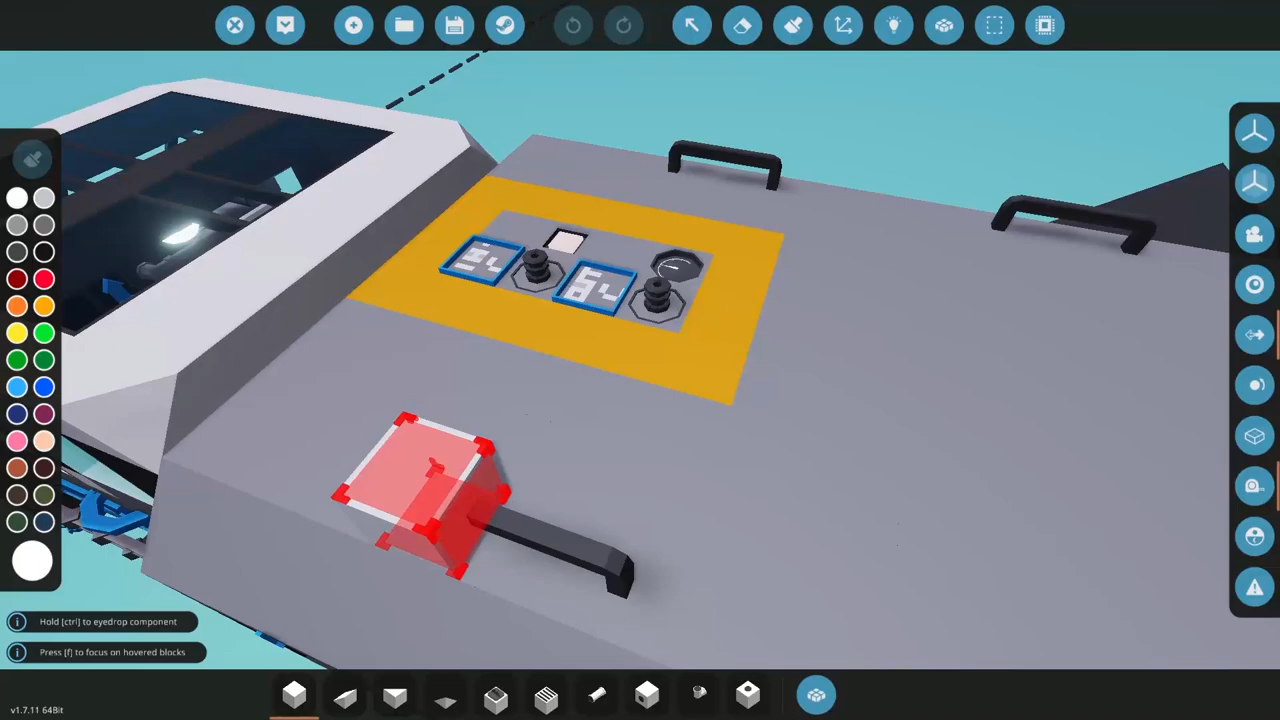 Hold [ctrl] to eyedrop component
Press [f] to focus on hovered blocks
v1.7.11 64Bit